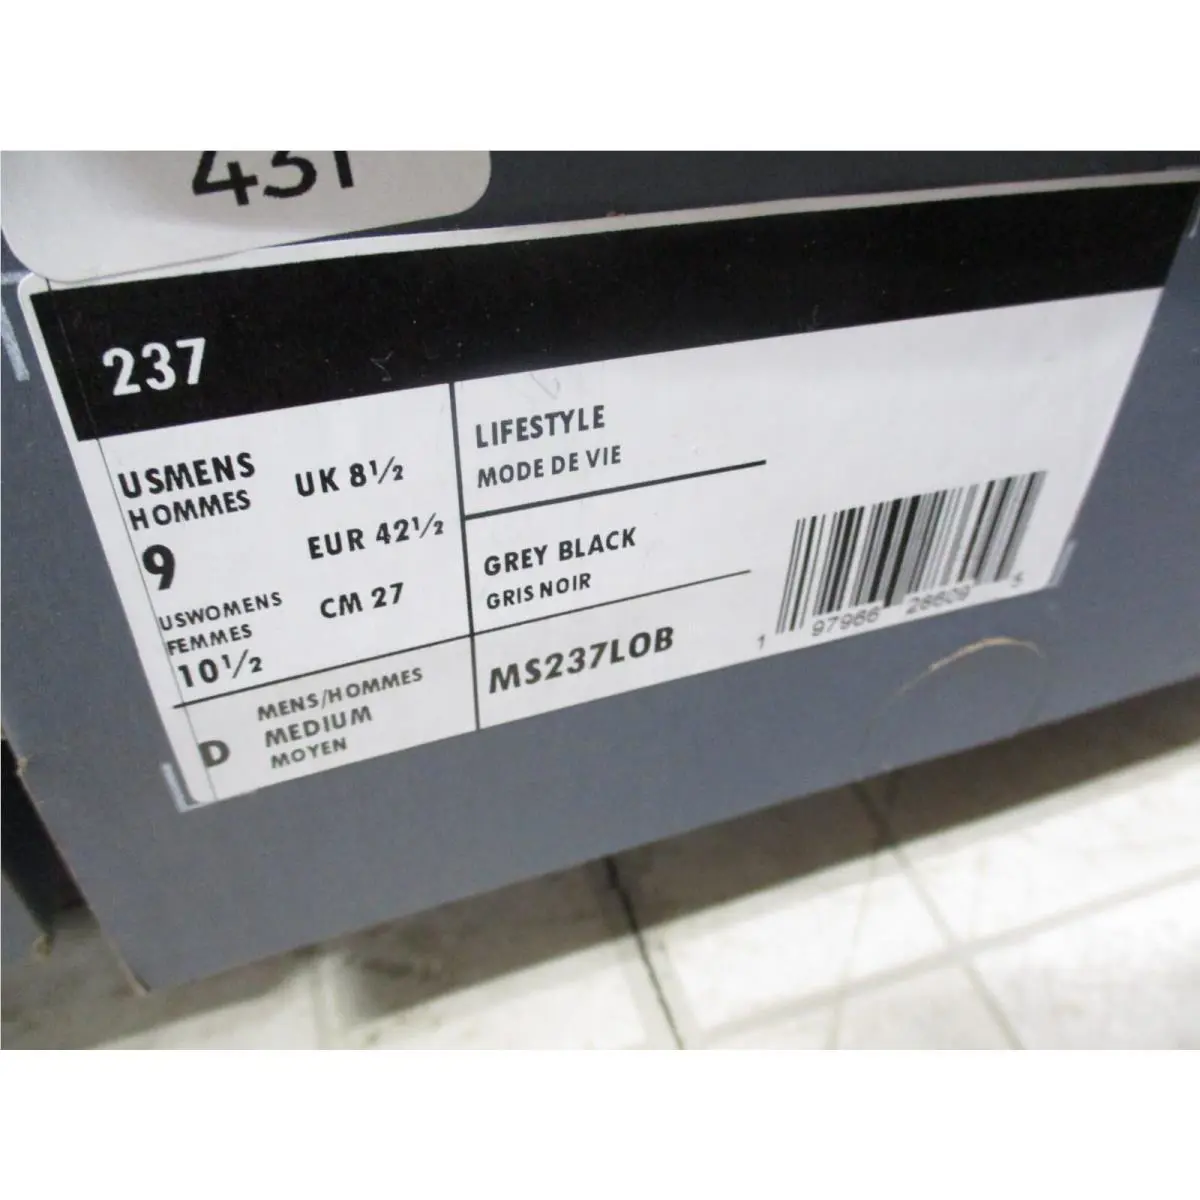 431
237
USMENS
HOMMES
9
USWOMENS
FEMMES
10½
UK 8½
EUR 42½
CM 27
D
MENS/HOMMES
MEDIUM
MOYEN
LIFESTYLE
MODE DE VIE
GREY BLACK
GRIS NOIR
MS237LOB
1 97966 28609 5